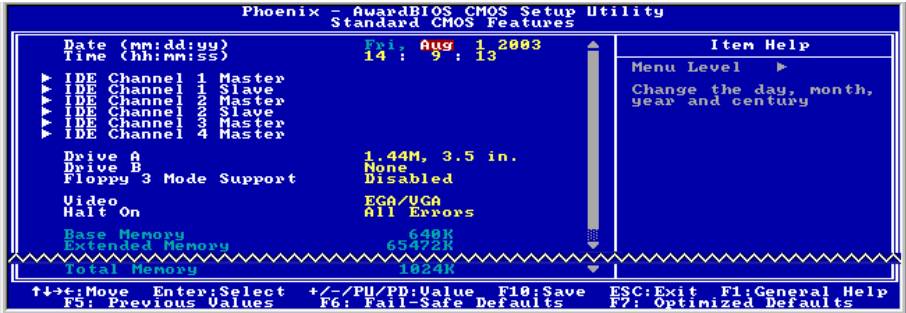 Phoenix - AwardBIOS CMOS Setup Utility
Standard CMOS Features
Date (mm:dd:yy) Fri, Aug 1 2003
Time (hh:mm:ss) 14 : 9 : 13
IDE Channel 1 Master
IDE Channel 1 Slave
IDE Channel 2 Master
IDE Channel 2 Slave
IDE Channel 3 Master
IDE Channel 4 Master
Drive A 1.44M, 3.5 in.
Drive B None
Floppy 3 Mode Support Disabled
Video EGA/VGA
Halt On All Errors
Base Memory 640K
Extended Memory 65472K
Total Memory 1024K
Item Help
Menu Level ▶
Change the day, month,
year and century
↑↓→←:Move Enter:Select +/-/PU/PD:Value F10:Save ESC:Exit F1:General Help
F5: Previous Values F6: Fail-Safe Defaults F7: Optimized Defaults